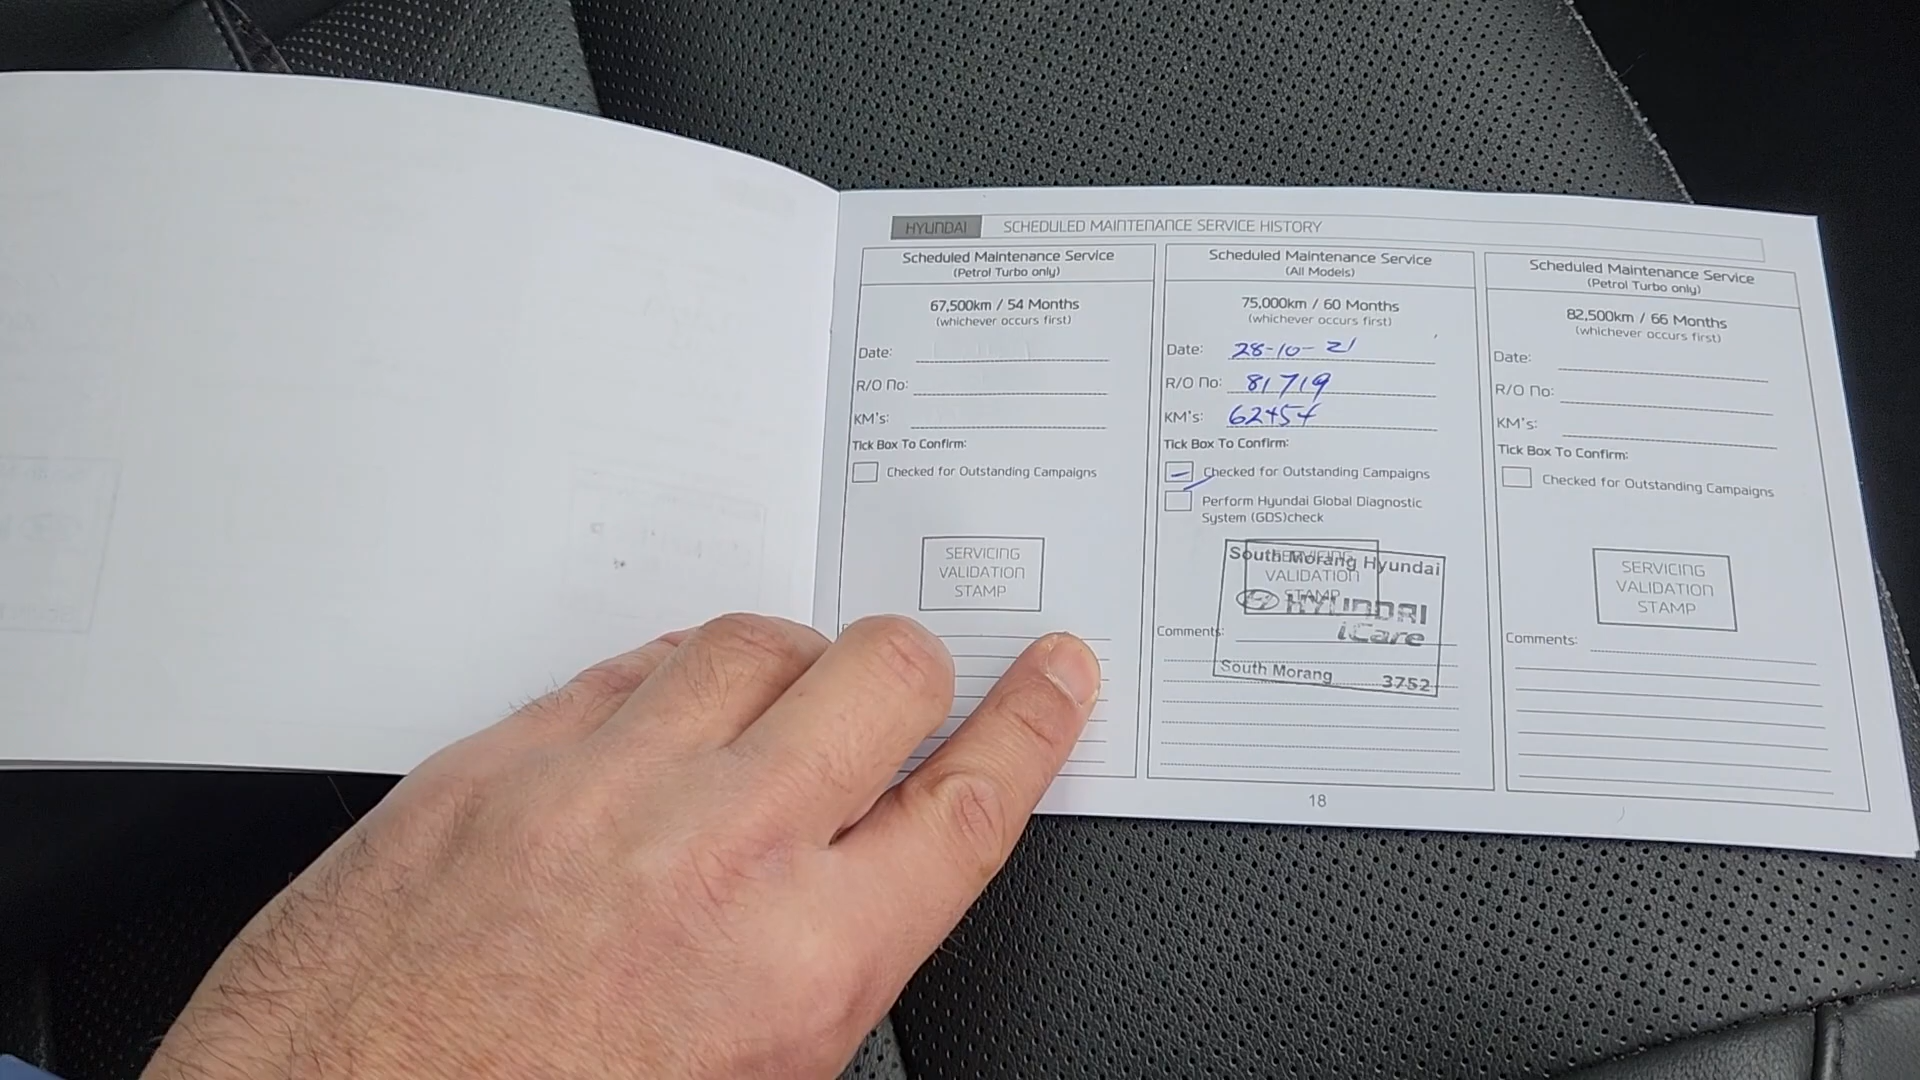 HYUNDAI SCHEDULED MAINTENANCE SERVICE HISTORY
Scheduled Maintenance Service
(Petrol Turbo only)
67,500km / 54 Months
(whichever occurs first)
Date:
R/O No:
KM's:
Tick Box To Confirm:
Checked for Outstanding Campaigns
SERVICING
VALIDATION
STAMP
Scheduled Maintenance Service
(All Models)
75,000km / 60 Months
(whichever occurs first)
Date: 28-10-21
R/O No: 81719
KM's: 62454
Tick Box To Confirm:
Checked for Outstanding Campaigns
Perform Hyundai Global Diagnostic
System (GDS)check
SERVICING
VALIDATION
STAMP
South Morang Hyundai
HYUNDAI
iCare
South Morang 3752
Comments:
Scheduled Maintenance Service
(Petrol Turbo only)
82,500km / 66 Months
(whichever occurs first)
Date:
R/O No:
KM's:
Tick Box To Confirm:
Checked for Outstanding Campaigns
SERVICING
VALIDATION
STAMP
Comments:
18